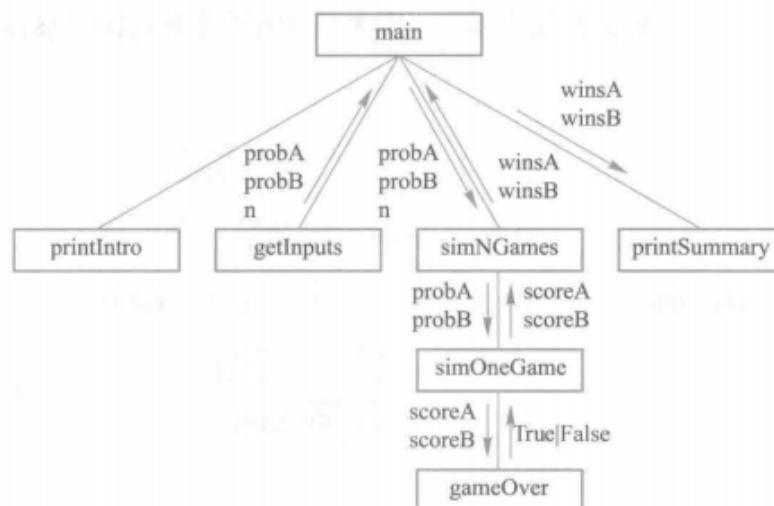 main
winsA
winsB
probA
probB
n
probA
probB
n
winsA
winsB
printIntro
getInputs
simNGames
printSummary
probA
probB
scoreA
scoreB
simOneGame
scoreA
scoreB
True|False
gameOver